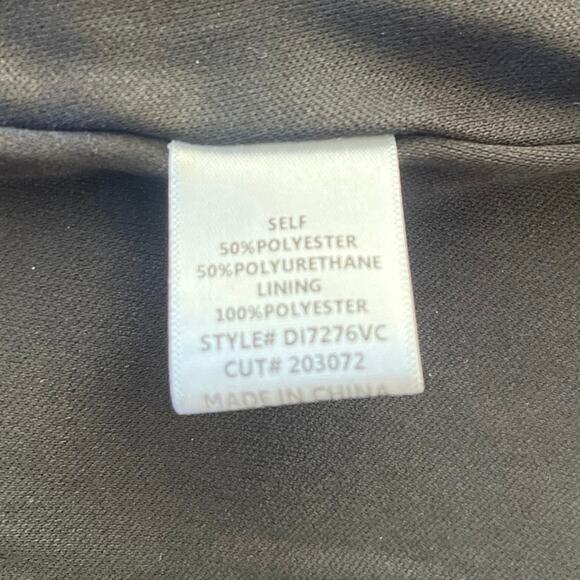 SELF
50%POLYESTER
50%POLYURETHANE
LINING
100%POLYESTER
STYLE# DI7276VC
CUT# 203072
MADE IN CHINA